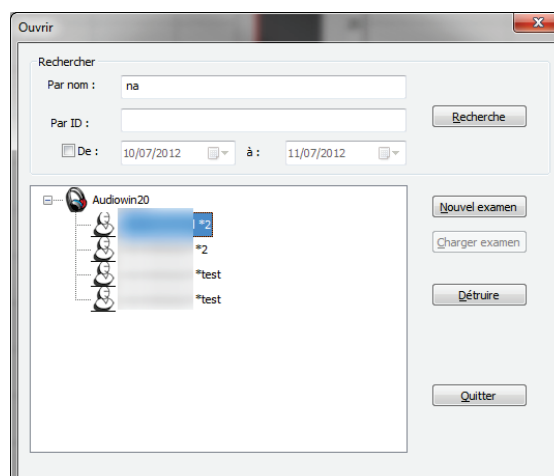 Ouvrir
Rechercher
Par nom :
na
Par ID :
Recherche
De :
10/07/2012
à :
11/07/2012
Audiowin20
*2
*2
*test
*test
Nouvel examen
Charger examen
Détruire
Quitter